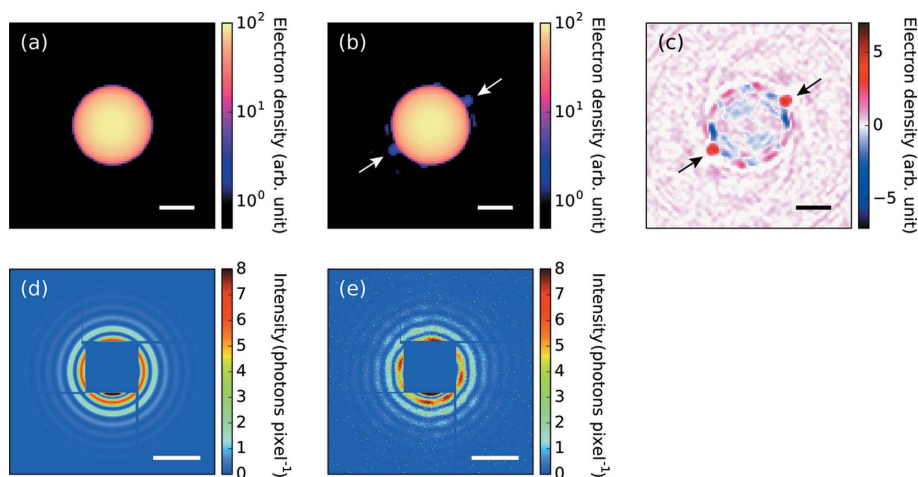 (a)
10²
10¹
10⁰
Electron density (arb. unit)
(b)
10²
10¹
10⁰
Electron density (arb. unit)
(c)
5
0
−5
Electron density (arb. unit)
(d)
8
7
6
5
4
3
2
1
0
Intensity (photons pixel⁻¹)
(e)
8
7
6
5
4
3
2
1
0
Intensity (photons pixel⁻¹)